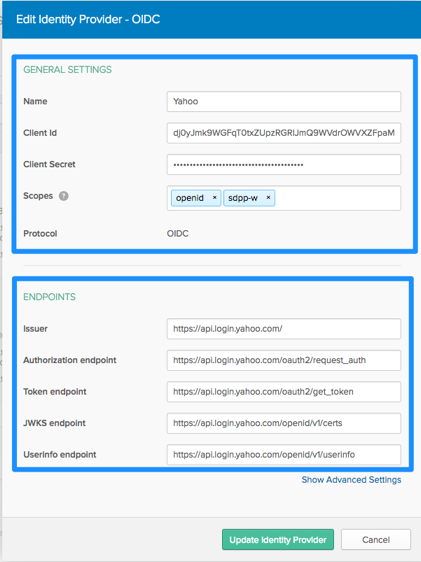 Edit Identity Provider - OIDC
GENERAL SETTINGS
Name Yahoo
Client Id dj0yJmk9WGFqT0txZUpzRGRlJmQ9WVdrOWVXZFpaM
Client Secret ••••••••••••••••••••••••••••••••••••••••
Scopes ? openid × sdpp-w ×
Protocol OIDC
ENDPOINTS
Issuer https://api.login.yahoo.com/
Authorization endpoint https://api.login.yahoo.com/oauth2/request_auth
Token endpoint https://api.login.yahoo.com/oauth2/get_token
JWKS endpoint https://api.login.yahoo.com/openid/v1/certs
Userinfo endpoint https://api.login.yahoo.com/openid/v1/userinfo
Show Advanced Settings
Update Identity Provider Cancel